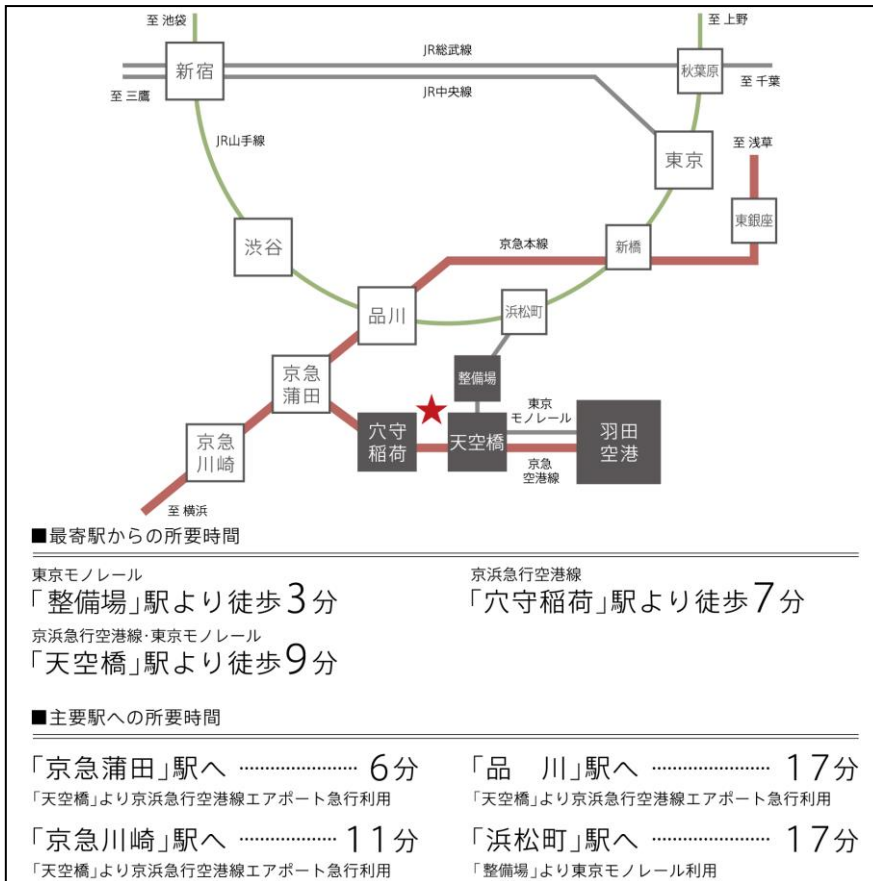 至 池袋
至 上野
JR総武線
新宿
秋葉原
至 三鷹
JR中央線
至 千葉
JR山手線
至 浅草
東京
東銀座
渋谷
京急本線
新橋
品川
浜松町
整備場
京急
蒲田
東京
モノレール
穴守
稲荷
天空橋
羽田
空港
京急
川崎
京急
空港線
至 横浜
■最寄駅からの所要時間
東京モノレール
「整備場」駅より徒歩3分
京浜急行空港線
「穴守稲荷」駅より徒歩7分
京浜急行空港線・東京モノレール
「天空橋」駅より徒歩9分
■主要駅への所要時間
「京急蒲田」駅へ …………………… 6分
「天空橋」より京浜急行空港線エアポート急行利用
「品　川」駅へ …………………… 17分
「天空橋」より京浜急行空港線エアポート急行利用
「京急川崎」駅へ ……………… 11分
「天空橋」より京浜急行空港線エアポート急行利用
「浜松町」駅へ …………………… 17分
「整備場」より東京モノレール利用